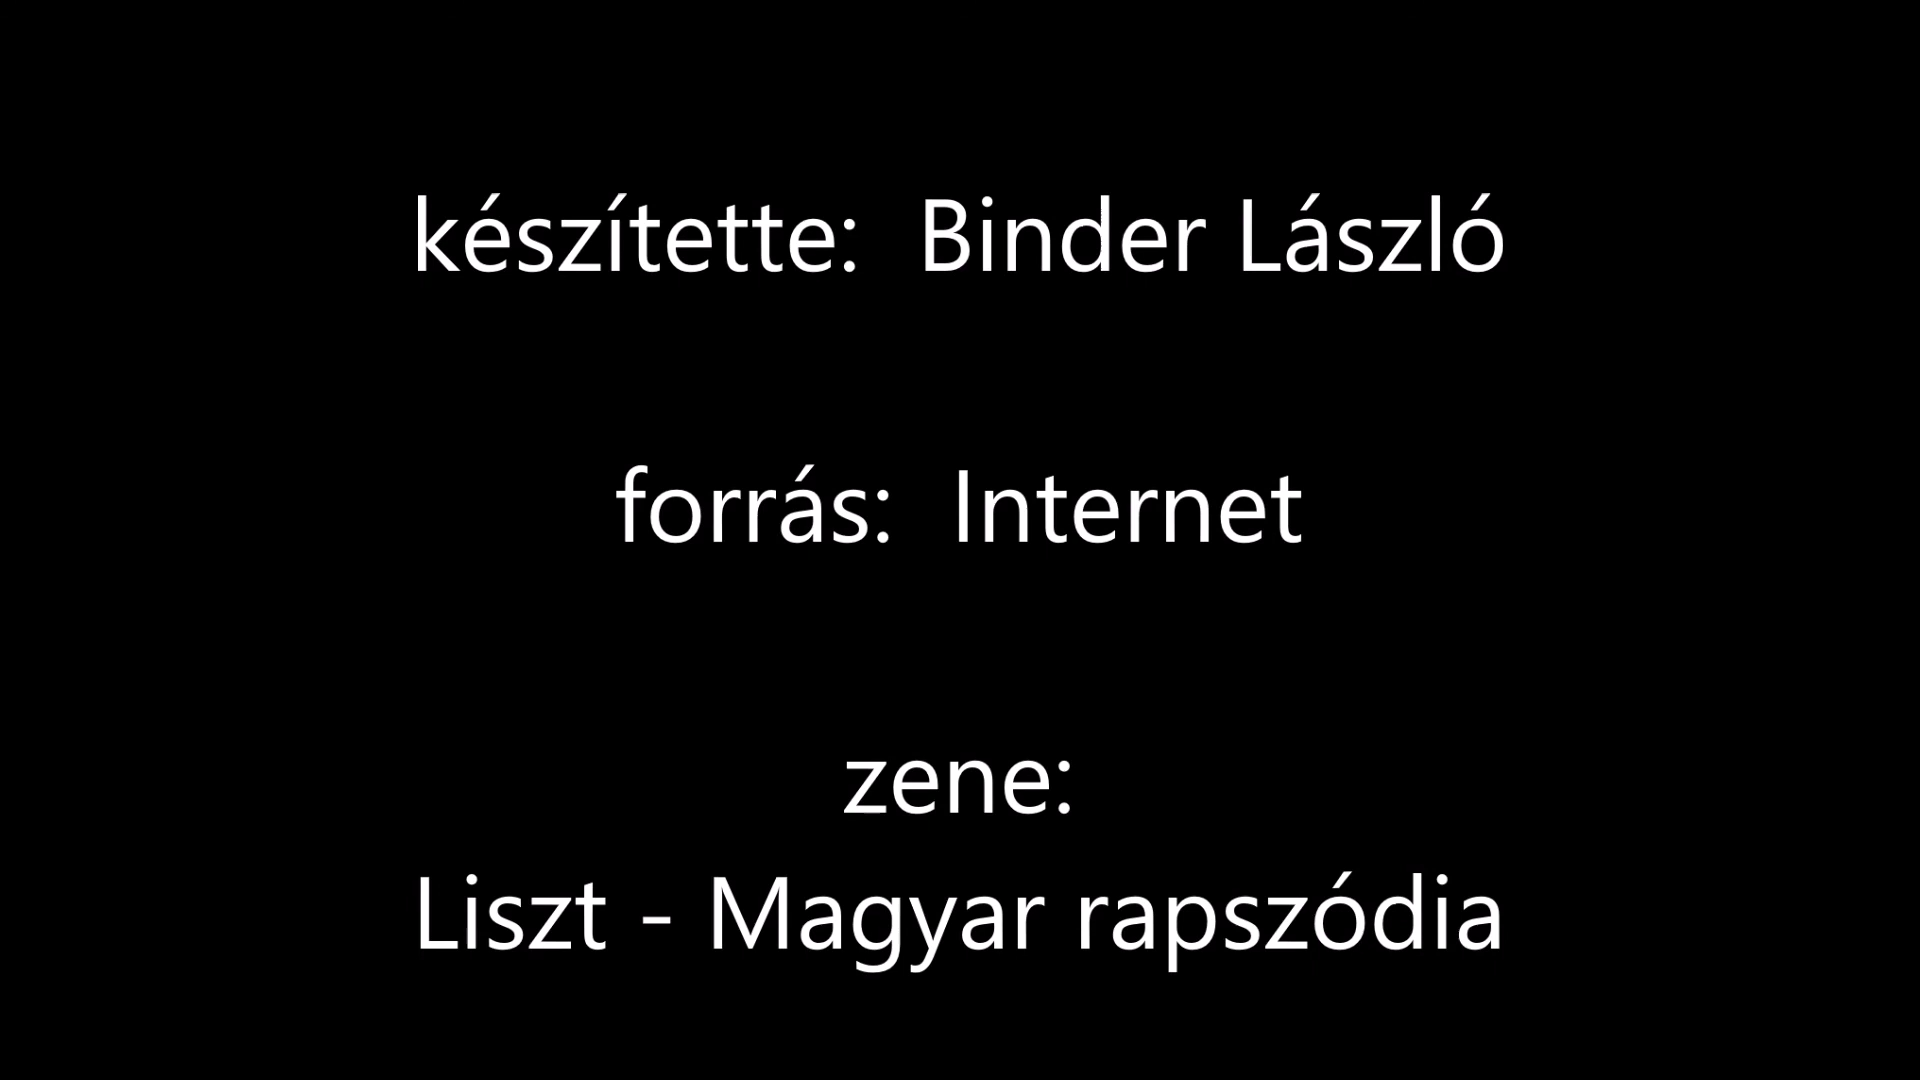 készítette: Binder László
forrás: Internet
zene:
Liszt - Magyar rapszódia